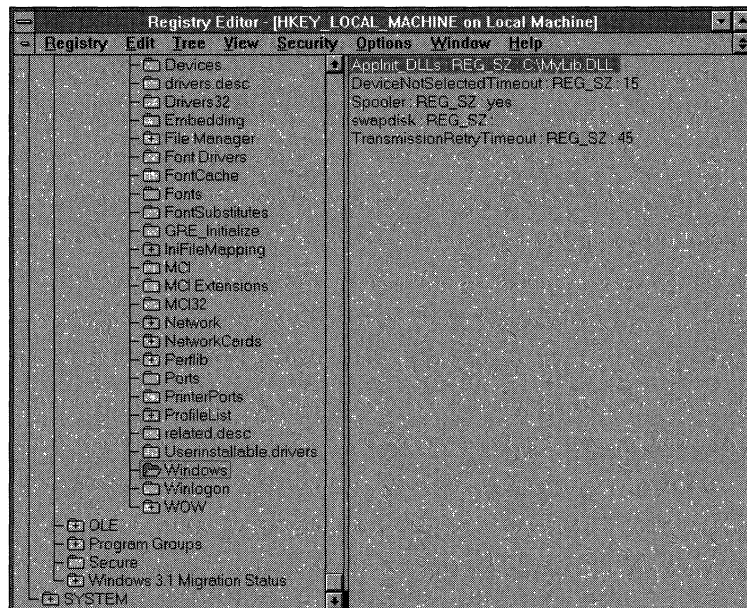 Registry Editor - [HKEY_LOCAL_MACHINE on Local Machine]
Registry Edit Tree View Security Options Window Help
Devices
drivers.desc
Drivers32
Embedding
File Manager
Font Drivers
FontCache
Fonts
FontSubstitutes
GRE_Initialize
IniFileMapping
MCI
MCI Extensions
MCI32
Network
NetworkCards
Perflib
Ports
PrinterPorts
ProfileList
related.desc
Userinstallable.drivers
Windows
Winlogon
WOW
OLE
Program Groups
Secure
Windows 3.1 Migration Status
SYSTEM
AppInit_DLLs : REG_SZ : C:\MyLib.DLL
DeviceNotSelectedTimeout : REG_SZ : 15
Spooler : REG_SZ : yes
swapdisk : REG_SZ :
TransmissionRetryTimeout : REG_SZ : 45